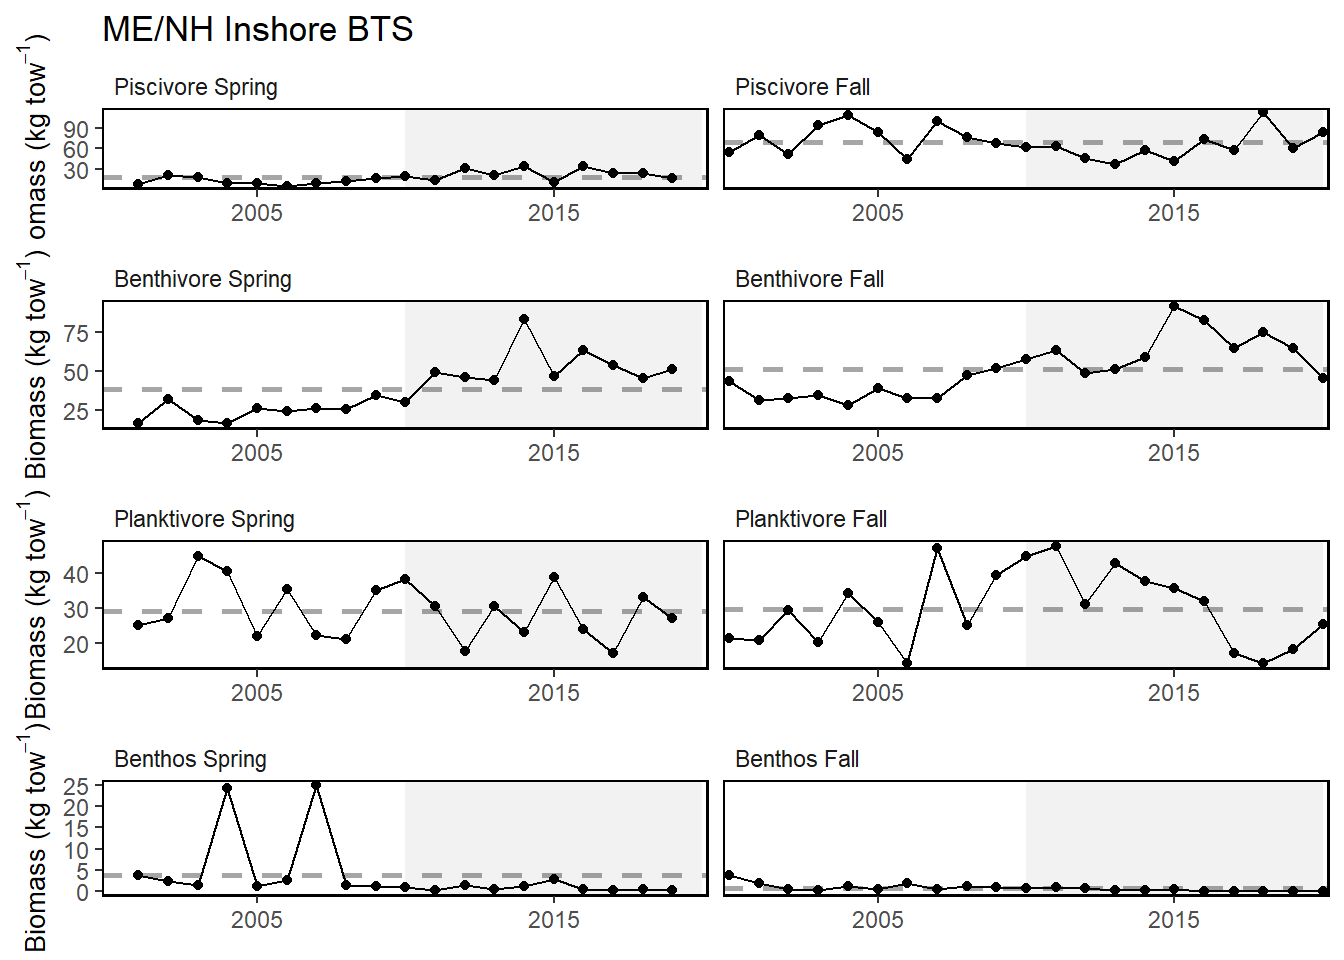 ME/NH Inshore BTS
Piscivore Spring
Piscivore Fall
omass (kg tow⁻¹)
90
60
30
2005
2015
2005
2015
Benthivore Spring
Benthivore Fall
Biomass (kg tow⁻¹)
75
50
25
2005
2015
2005
2015
Planktivore Spring
Planktivore Fall
Biomass (kg tow⁻¹)
40
30
20
2005
2015
2005
2015
Benthos Spring
Benthos Fall
Biomass (kg tow⁻¹)
25
20
15
10
5
0
2005
2015
2005
2015